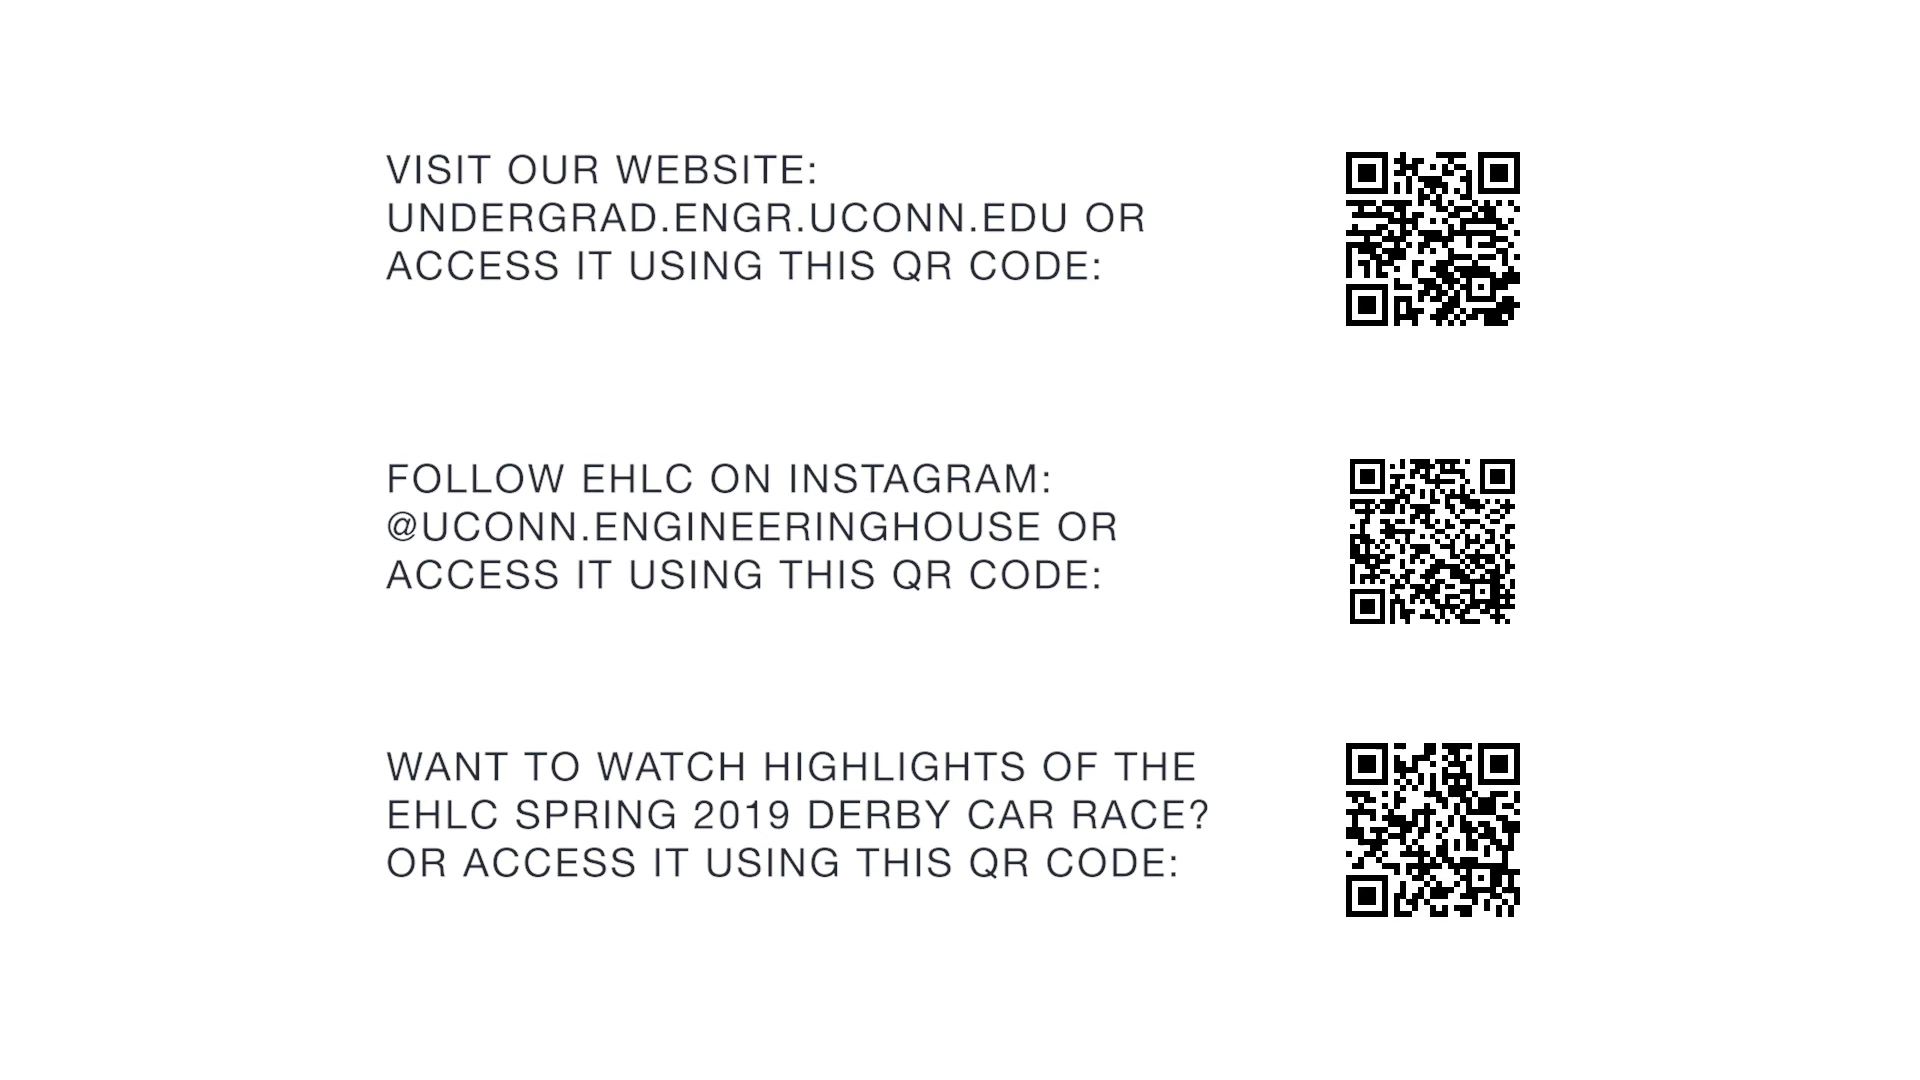 VISIT OUR WEBSITE:
UNDERGRAD.ENGR.UCONN.EDU OR
ACCESS IT USING THIS QR CODE:
FOLLOW EHLC ON INSTAGRAM:
@UCONN.ENGINEERINGHOUSE OR
ACCESS IT USING THIS QR CODE:
WANT TO WATCH HIGHLIGHTS OF THE
EHLC SPRING 2019 DERBY CAR RACE?
OR ACCESS IT USING THIS QR CODE: